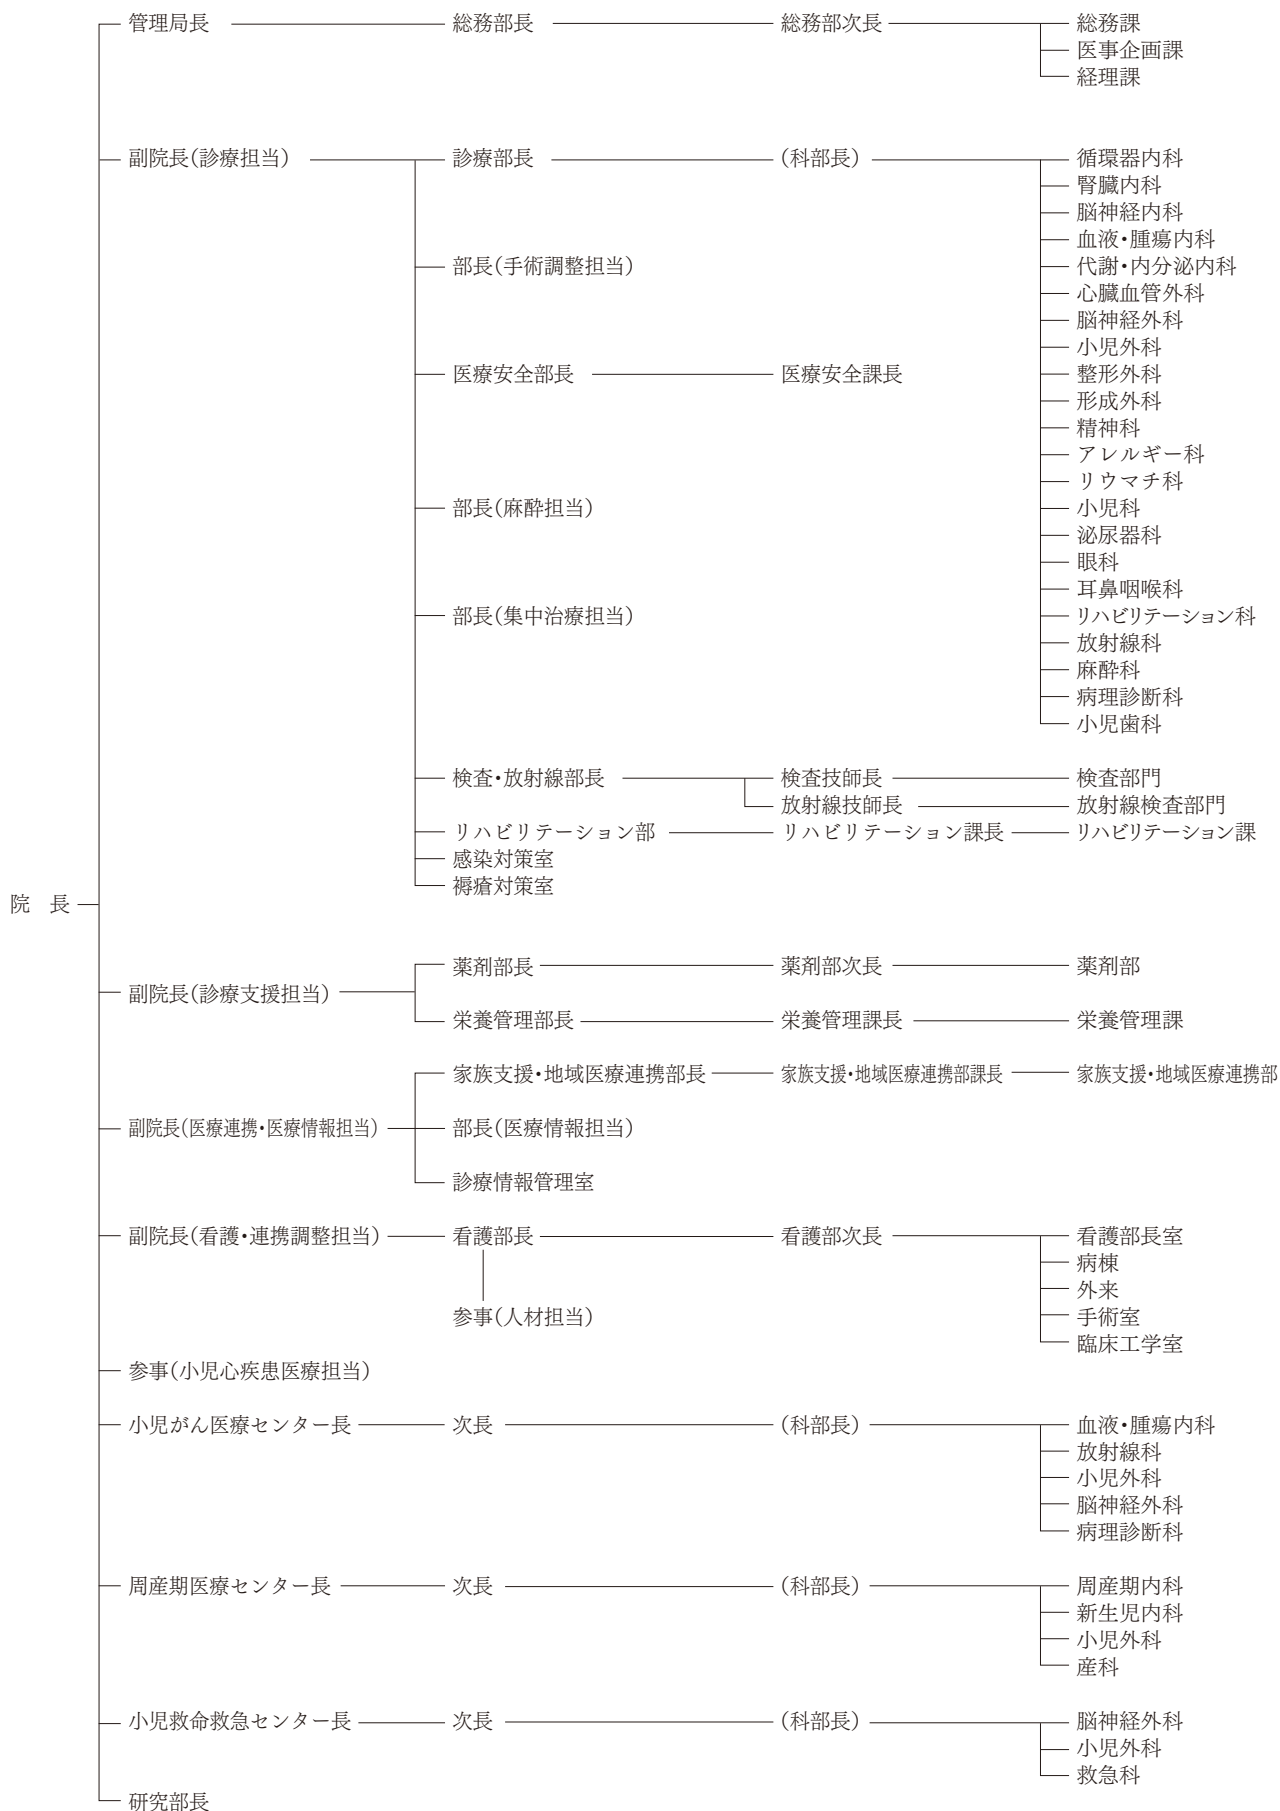 管理局長 総務部長 総務部次長 総務課
医事企画課
経理課
副院長(診療担当) 診療部長 (科部長) 循環器内科
腎臓内科
脳神経内科
血液・腫瘍内科
部長(手術調整担当) 代謝・内分泌内科
心臓血管外科
脳神経外科
小児外科
医療安全部長 医療安全課長 整形外科
形成外科
精神科
アレルギー科
リウマチ科
部長(麻酔担当) 小児科
泌尿器科
眼科
耳鼻咽喉科
部長(集中治療担当) リハビリテーション科
放射線科
麻酔科
病理診断科
小児歯科
検査・放射線部長 検査技師長 検査部門
放射線技師長 放射線検査部門
リハビリテーション部 リハビリテーション課長 リハビリテーション課
感染対策室
褥瘡対策室
院 長
薬剤部長 薬剤部次長 薬剤部
副院長(診療支援担当)
栄養管理部長 栄養管理課長 栄養管理課
家族支援・地域医療連携部長 家族支援・地域医療連携部課長 家族支援・地域医療連携部
副院長(医療連携・医療情報担当) 部長(医療情報担当)
診療情報管理室
副院長(看護・連携調整担当) 看護部長 看護部次長 看護部長室
病棟
外来
参事(人材担当) 手術室
臨床工学室
参事(小児心疾患医療担当)
小児がん医療センター長 次長 (科部長) 血液・腫瘍内科
放射線科
小児外科
脳神経外科
病理診断科
周産期医療センター長 次長 (科部長) 周産期内科
新生児内科
小児外科
産科
小児救命救急センター長 次長 (科部長) 脳神経外科
小児外科
救急科
研究部長